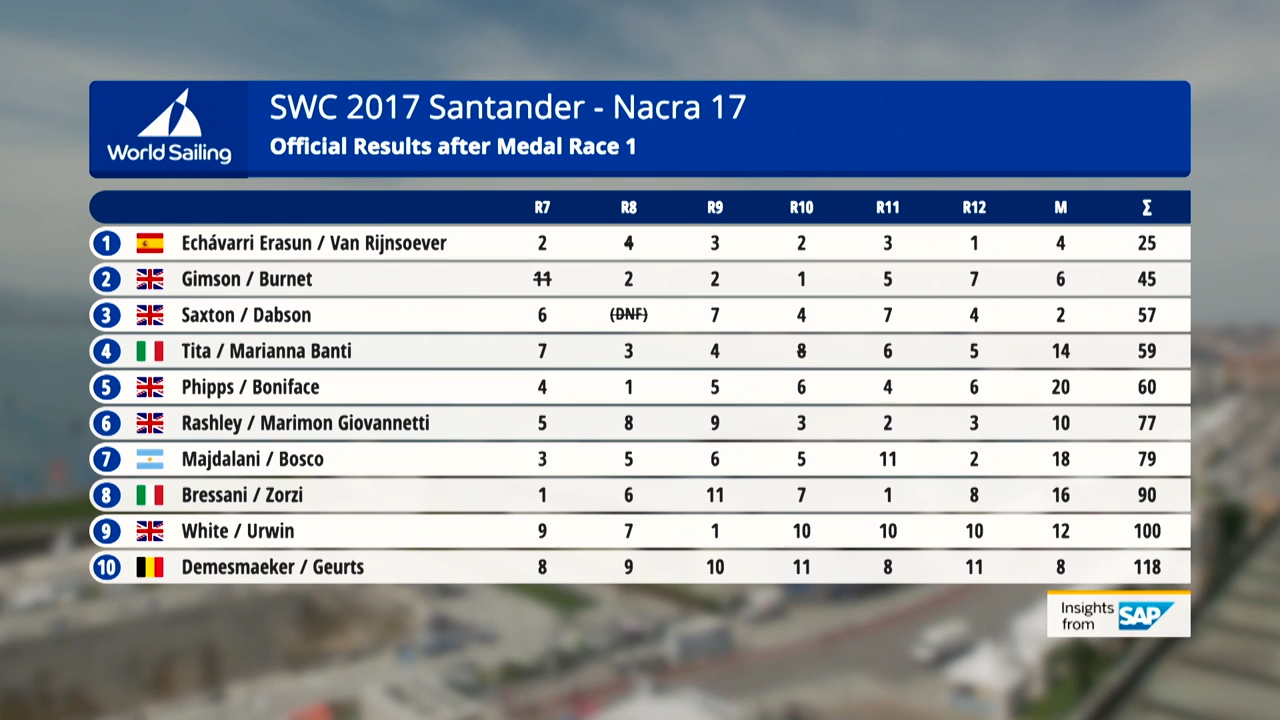 SWC 2017 Santander - Nacra 17
World Sailing
Official Results after Medal Race 1
R7 R8 R9 R10 R11 R12 M Σ
1 Echávarri Erasun / Van Rijnsoever 2 4 3 2 3 1 4 25
2 Gimson / Burnet 11 2 2 1 5 7 6 45
3 Saxton / Dabson 6 (DNF) 7 4 7 4 2 57
4 Tita / Marianna Banti 7 3 4 8 6 5 14 59
5 Phipps / Boniface 4 1 5 6 4 6 20 60
6 Rashley / Marimon Giovannetti 5 8 9 3 2 3 10 77
7 Majdalani / Bosco 3 5 6 5 11 2 18 79
8 Bressani / Zorzi 1 6 11 7 1 8 16 90
9 White / Urwin 9 7 1 10 10 10 12 100
10 Demesmaeker / Geurts 8 9 10 11 8 11 8 118
Insights from SAP